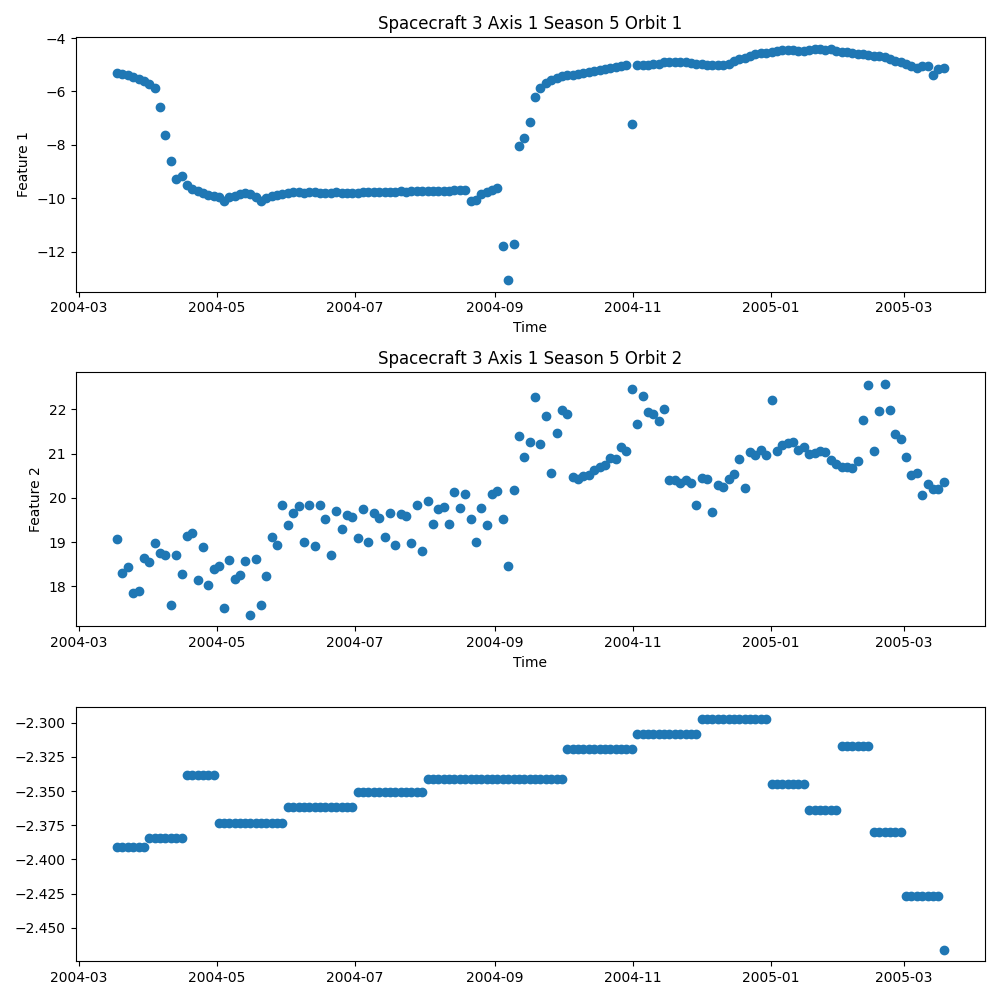 Spacecraft 3 Axis 1 Season 5 Orbit 1
Feature 1
−4
−6
−8
−10
−12
2004-03 2004-05 2004-07 2004-09 2004-11 2005-01 2005-03
Time
Spacecraft 3 Axis 1 Season 5 Orbit 2
Feature 2
22
21
20
19
18
2004-03 2004-05 2004-07 2004-09 2004-11 2005-01 2005-03
Time
−2.300
−2.325
−2.350
−2.375
−2.400
−2.425
−2.450
2004-03 2004-05 2004-07 2004-09 2004-11 2005-01 2005-03